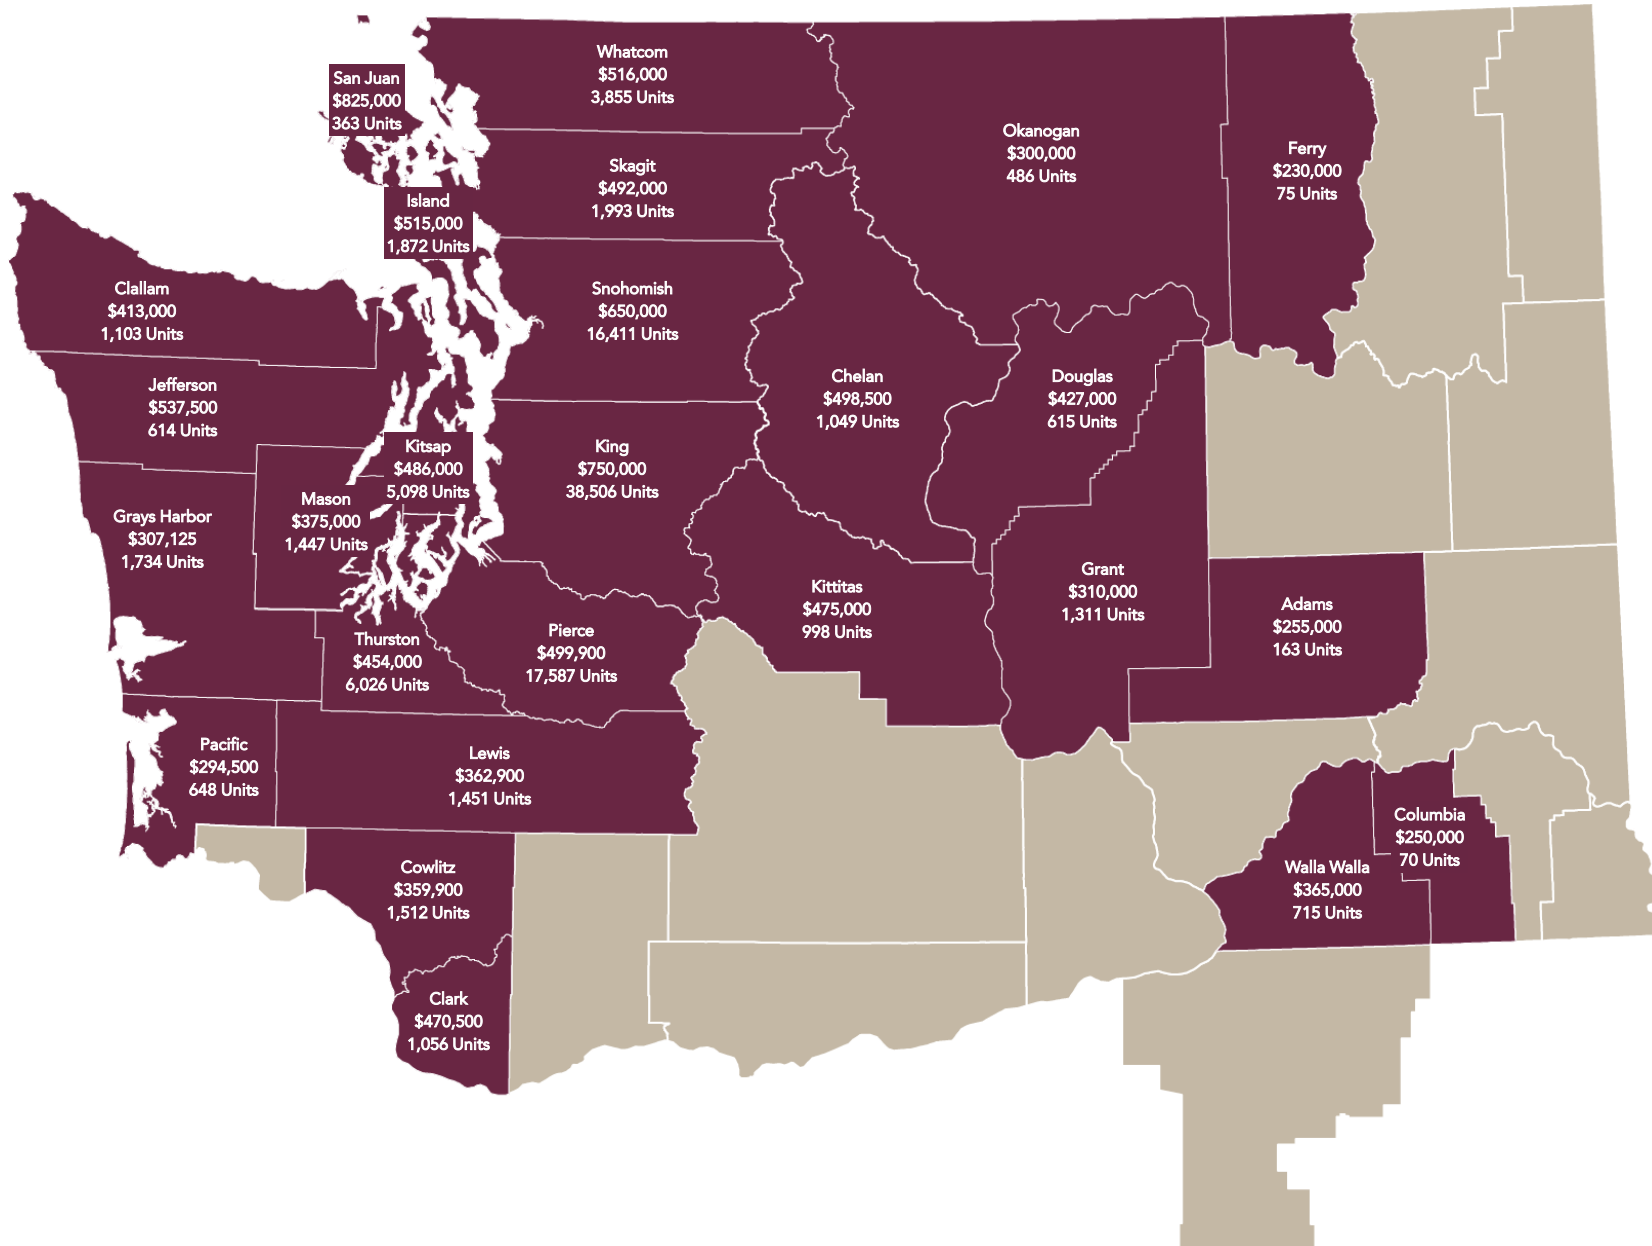 Whatcom
$516,000
3,855 Units
San Juan
$825,000
363 Units
Okanogan
$300,000
486 Units
Ferry
$230,000
75 Units
Skagit
$492,000
1,993 Units
Island
$515,000
1,872 Units
Clallam
$413,000
1,103 Units
Snohomish
$650,000
16,411 Units
Jefferson
$537,500
614 Units
Chelan
$498,500
1,049 Units
Douglas
$427,000
615 Units
Kitsap
$486,000
5,098 Units
King
$750,000
38,506 Units
Mason
$375,000
1,447 Units
Grays Harbor
$307,125
1,734 Units
Kittitas
$475,000
998 Units
Grant
$310,000
1,311 Units
Adams
$255,000
163 Units
Thurston
$454,000
6,026 Units
Pierce
$499,900
17,587 Units
Pacific
$294,500
648 Units
Lewis
$362,900
1,451 Units
Columbia
$250,000
70 Units
Cowlitz
$359,900
1,512 Units
Walla Walla
$365,000
715 Units
Clark
$470,500
1,056 Units